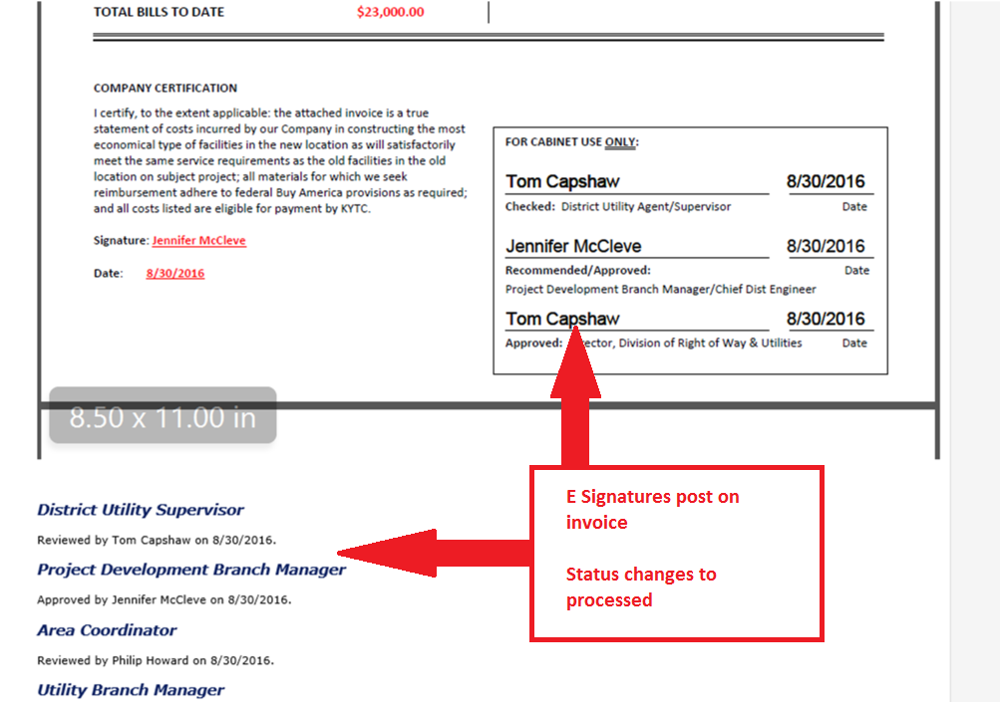 TOTAL BILLS TO DATE $23,000.00
COMPANY CERTIFICATION
I certify, to the extent applicable: the attached invoice is a true
statement of costs incurred by our Company in constructing the most
economical type of facilities in the new location as will satisfactorily
meet the same service requirements as the old facilities in the old
location on subject project; all materials for which we seek
reimbursement adhere to federal Buy America provisions as required;
and all costs listed are eligible for payment by KYTC.
Signature: Jennifer McCleve
Date: 8/30/2016
FOR CABINET USE ONLY:
Tom Capshaw 8/30/2016
Checked: District Utility Agent/Supervisor Date
Jennifer McCleve 8/30/2016
Recommended/Approved: Date
Project Development Branch Manager/Chief Dist Engineer
Tom Capshaw 8/30/2016
Approved: rector, Division of Right of Way & Utilities Date
8.50 x 11.00 in
E Signatures post on
invoice
Status changes to
processed
District Utility Supervisor
Reviewed by Tom Capshaw on 8/30/2016.
Project Development Branch Manager
Approved by Jennifer McCleve on 8/30/2016.
Area Coordinator
Reviewed by Philip Howard on 8/30/2016.
Utility Branch Manager